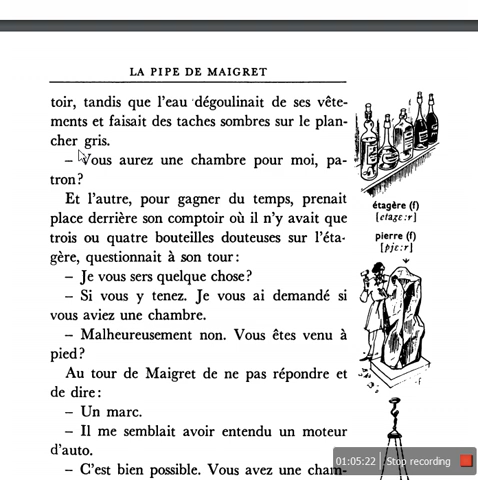 LA PIPE DE MAIGRET
toir, tandis que l'eau dégoulinait de ses vête-
ments et faisait des taches sombres sur le plan-
cher gris.
– Vous aurez une chambre pour moi, pa-
tron?
Et l'autre, pour gagner du temps, prenait
place derrière son comptoir où il n'y avait que
trois ou quatre bouteilles douteuses sur l'éta-
gère, questionnait à son tour :
– Je vous sers quelque chose?
– Si vous y tenez. Je vous ai demandé si
vous aviez une chambre.
– Malheureusement non. Vous êtes venu à
pied?
Au tour de Maigret de ne pas répondre et
de dire :
– Un marc.
– Il me semblait avoir entendu un moteur
d'auto.
– C'est bien possible. Vous avez une cham-
étagère (f)
[etaʒɛːr]
pierre (f)
[pjɛːr]
01:05:22
Stop recording